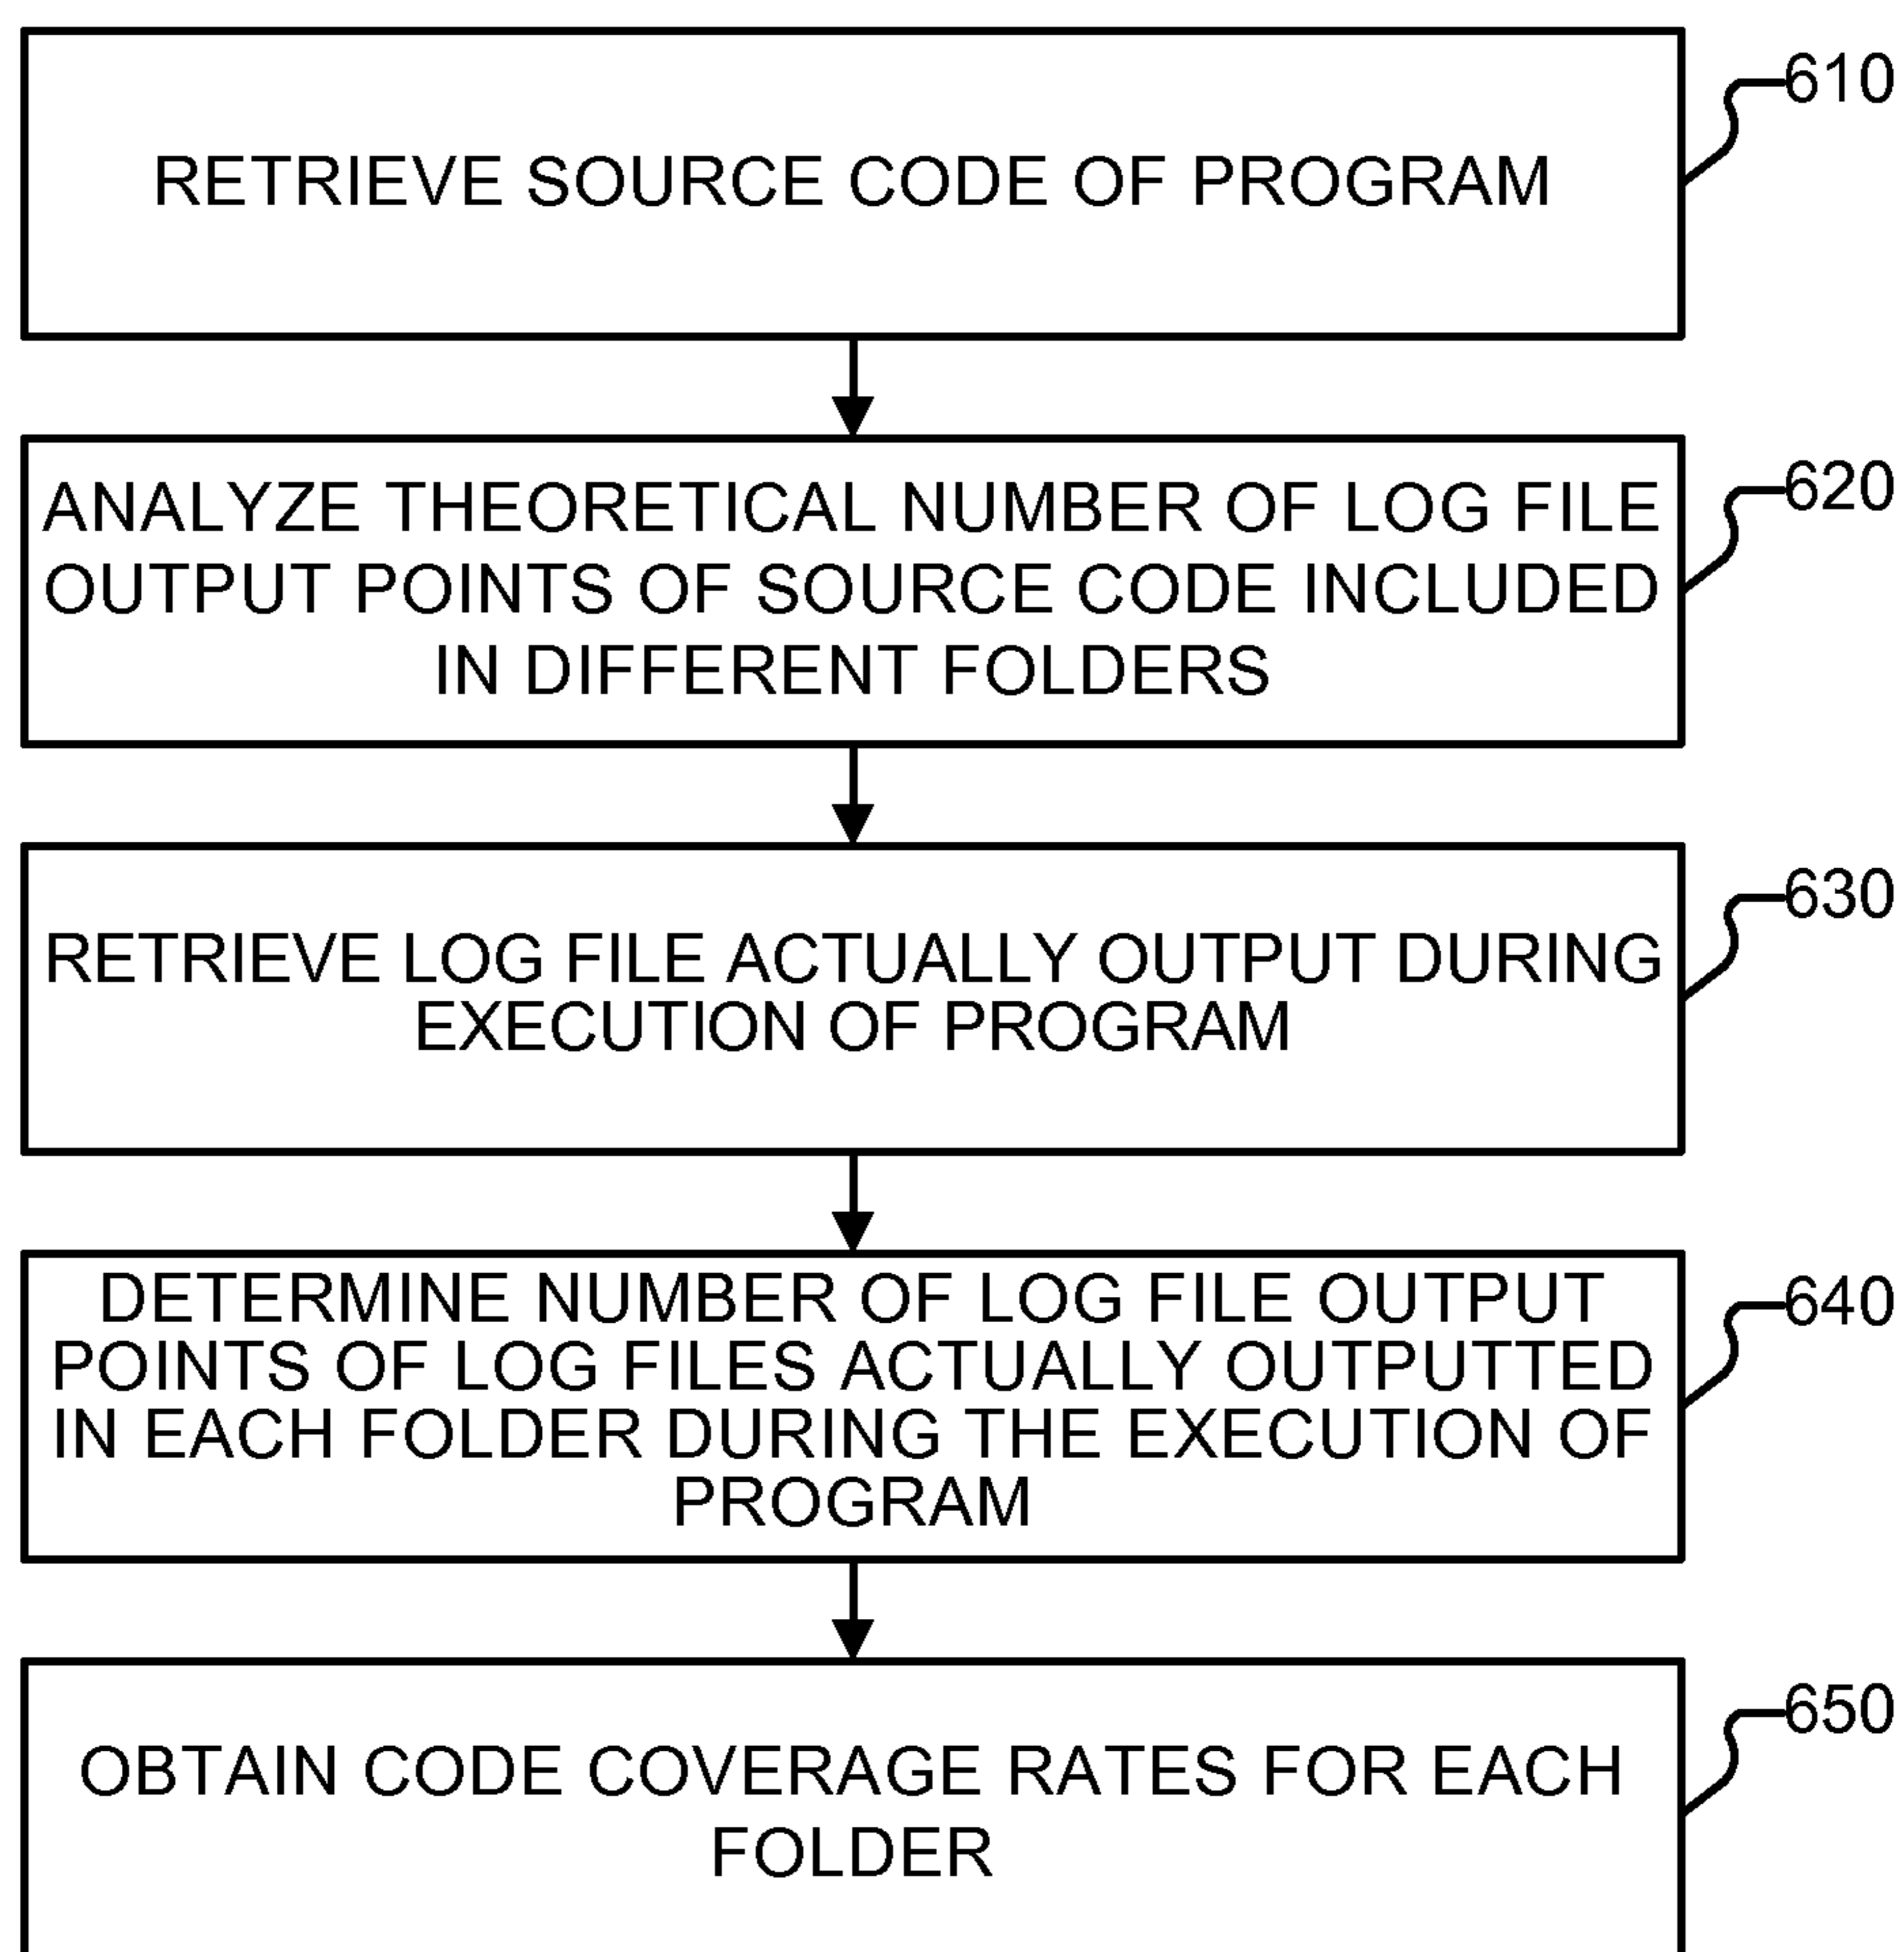 610
RETRIEVE SOURCE CODE OF PROGRAM
620
ANALYZE THEORETICAL NUMBER OF LOG FILE
OUTPUT POINTS OF SOURCE CODE INCLUDED
IN DIFFERENT FOLDERS
630
RETRIEVE LOG FILE ACTUALLY OUTPUT DURING
EXECUTION OF PROGRAM
640
DETERMINE NUMBER OF LOG FILE OUTPUT
POINTS OF LOG FILES ACTUALLY OUTPUTTED
IN EACH FOLDER DURING THE EXECUTION OF
PROGRAM
650
OBTAIN CODE COVERAGE RATES FOR EACH
FOLDER